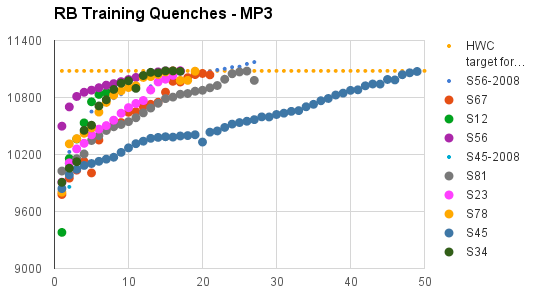 RB Training Quenches - MP3
11400
10800
10200
9600
9000
0
10
20
30
40
50
HWC
target for...
S56-2008
S67
S12
S56
S45-2008
S81
S23
S78
S45
S34